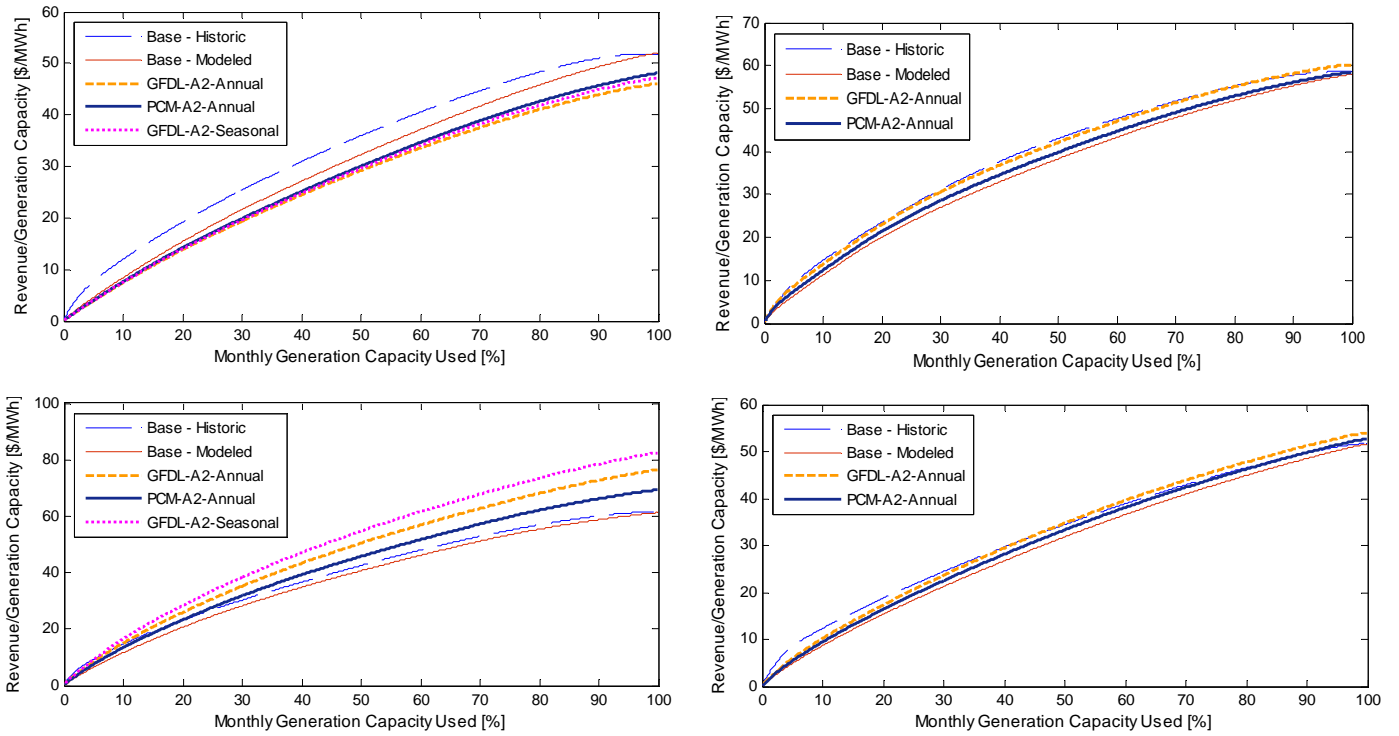 Revenue/Generation Capacity [$/MWh]
60
50
40
30
20
10
0
Base - Historic
Base - Modeled
GFDL-A2-Annual
PCM-A2-Annual
GFDL-A2-Seasonal
0 10 20 30 40 50 60 70 80 90 100
Monthly Generation Capacity Used [%]
Revenue/Generation Capacity [$/MWh]
70
60
50
40
30
20
10
0
Base - Historic
Base - Modeled
GFDL-A2-Annual
PCM-A2-Annual
0 10 20 30 40 50 60 70 80 90 100
Monthly Generation Capacity Used [%]
Revenue/Generation Capacity [$/MWh]
100
80
60
40
20
0
Base - Historic
Base - Modeled
GFDL-A2-Annual
PCM-A2-Annual
GFDL-A2-Seasonal
0 10 20 30 40 50 60 70 80 90 100
Monthly Generation Capacity Used [%]
Revenue/Generation Capacity [$/MWh]
60
50
40
30
20
10
0
Base - Historic
Base - Modeled
GFDL-A2-Annual
PCM-A2-Annual
0 10 20 30 40 50 60 70 80 90 100
Monthly Generation Capacity Used [%]